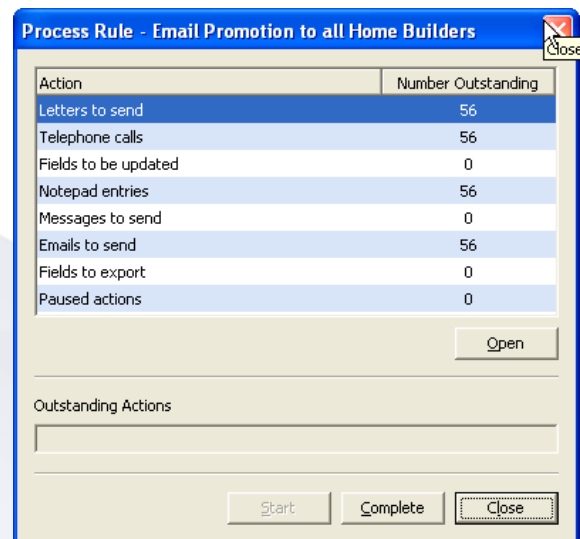 Process Rule - Email Promotion to all Home Builders
Close
Action Number Outstanding
Letters to send 56
Telephone calls 56
Fields to be updated 0
Notepad entries 56
Messages to send 0
Emails to send 56
Fields to export 0
Paused actions 0
Open
Outstanding Actions
Start Complete Close